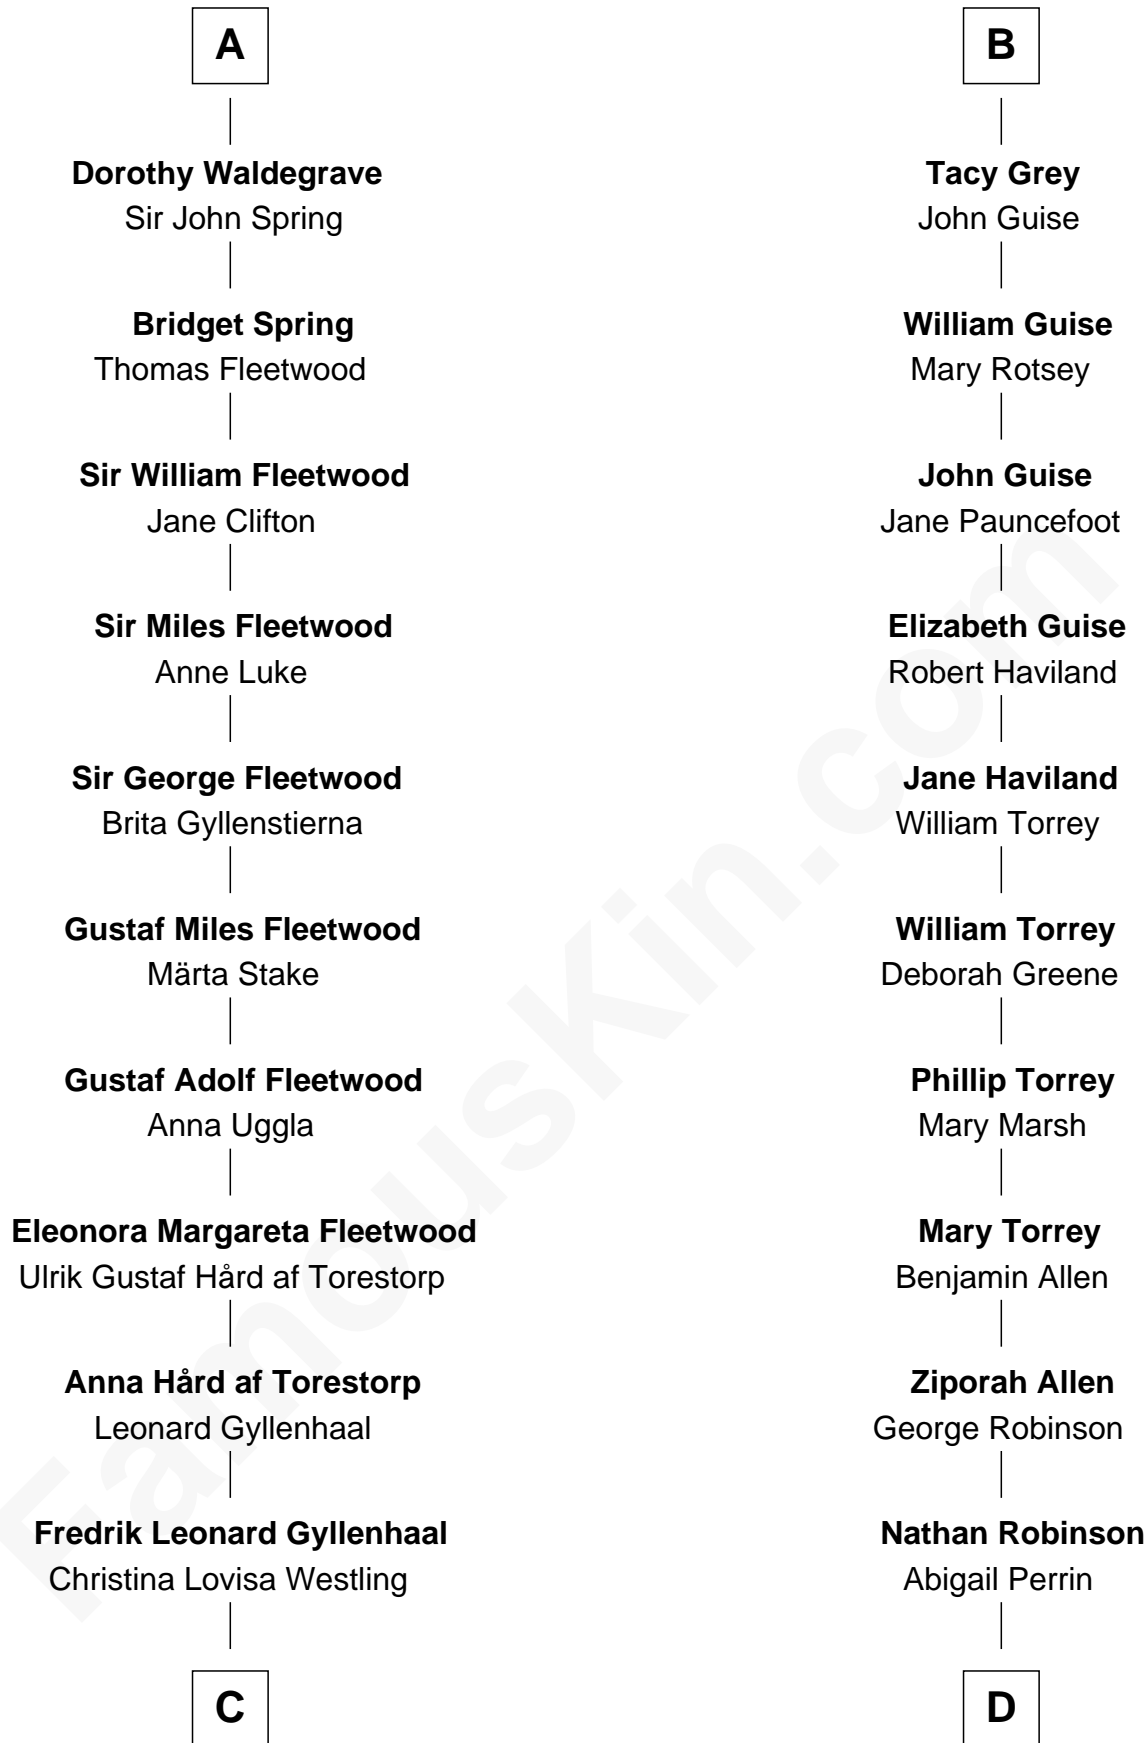 A
Dorothy Waldegrave
Sir John Spring
Bridget Spring
Thomas Fleetwood
Sir William Fleetwood
Jane Clifton
Sir Miles Fleetwood
Anne Luke
Sir George Fleetwood
Brita Gyllenstierna
Gustaf Miles Fleetwood
Märta Stake
Gustaf Adolf Fleetwood
Anna Uggla
Eleonora Margareta Fleetwood
Ulrik Gustaf Hård af Torestorp
Anna Hård af Torestorp
Leonard Gyllenhaal
Fredrik Leonard Gyllenhaal
Christina Lovisa Westling
C
B
Tacy Grey
John Guise
William Guise
Mary Rotsey
John Guise
Jane Pauncefoot
Elizabeth Guise
Robert Haviland
Jane Haviland
William Torrey
William Torrey
Deborah Greene
Phillip Torrey
Mary Marsh
Mary Torrey
Benjamin Allen
Ziporah Allen
George Robinson
Nathan Robinson
Abigail Perrin
D
FamousKin.com